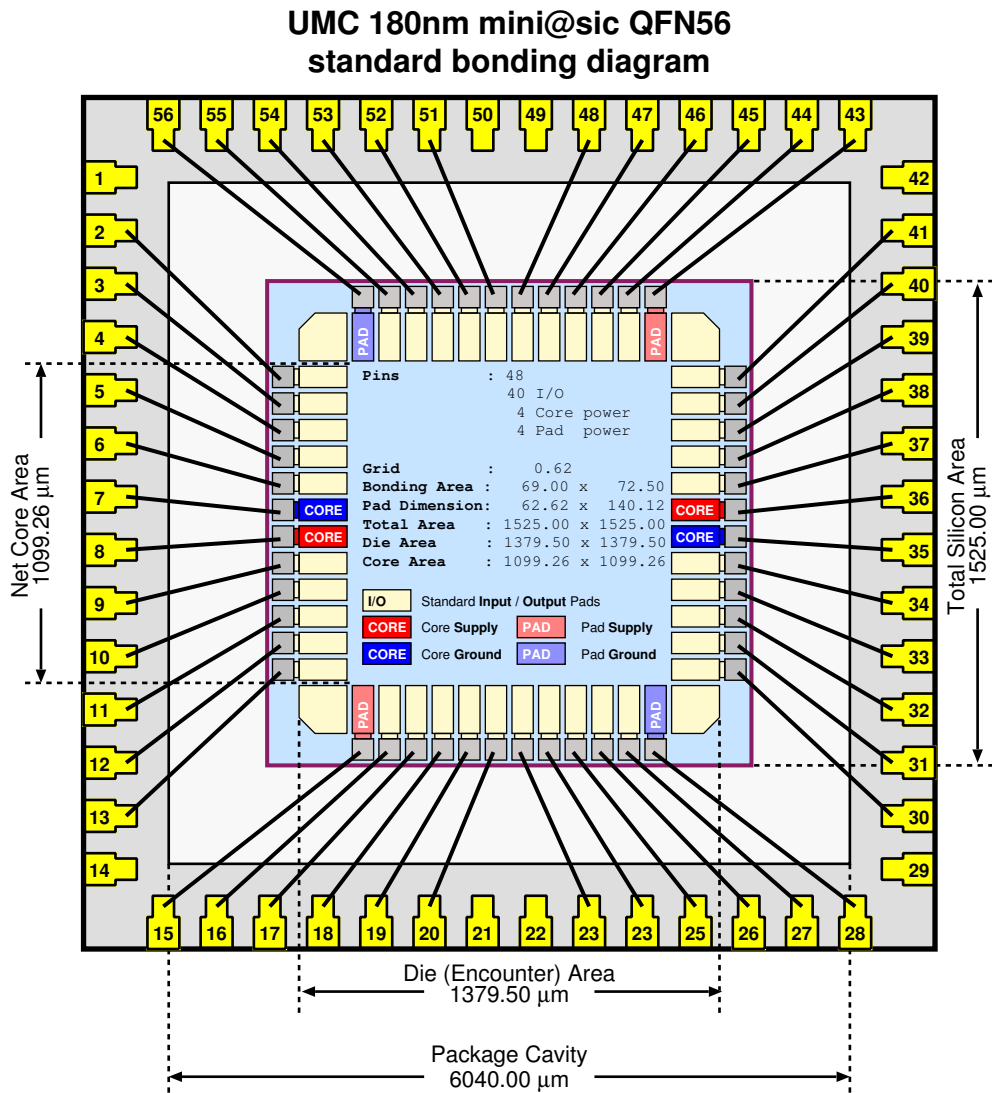 UMC 180nm mini@sic QFN56
standard bonding diagram
56 55 54 53 52 51 50 49 48 47 46 45 44 43
1 42
2 41
3 40
4 39
5 38
6 37
7 36
8 35
9 34
10 33
11 32
12 31
13 30
14 29
15 16 17 18 19 20 21 22 23 23 25 26 27 28
PAD PAD
Pins : 48
40 I/O
4 Core power
4 Pad power
Grid : 0.62
Bonding Area : 69.00 x 72.50
Pad Dimension: 62.62 x 140.12
Total Area : 1525.00 x 1525.00
Die Area : 1379.50 x 1379.50
Core Area : 1099.26 x 1099.26
CORE CORE
CORE CORE
I/O Standard Input / Output Pads
CORE Core Supply PAD Pad Supply
CORE Core Ground PAD Pad Ground
PAD PAD
Net Core Area
1099.26 µm
Total Silicon Area
1525.00 µm
Die (Encounter) Area
1379.50 µm
Package Cavity
6040.00 µm